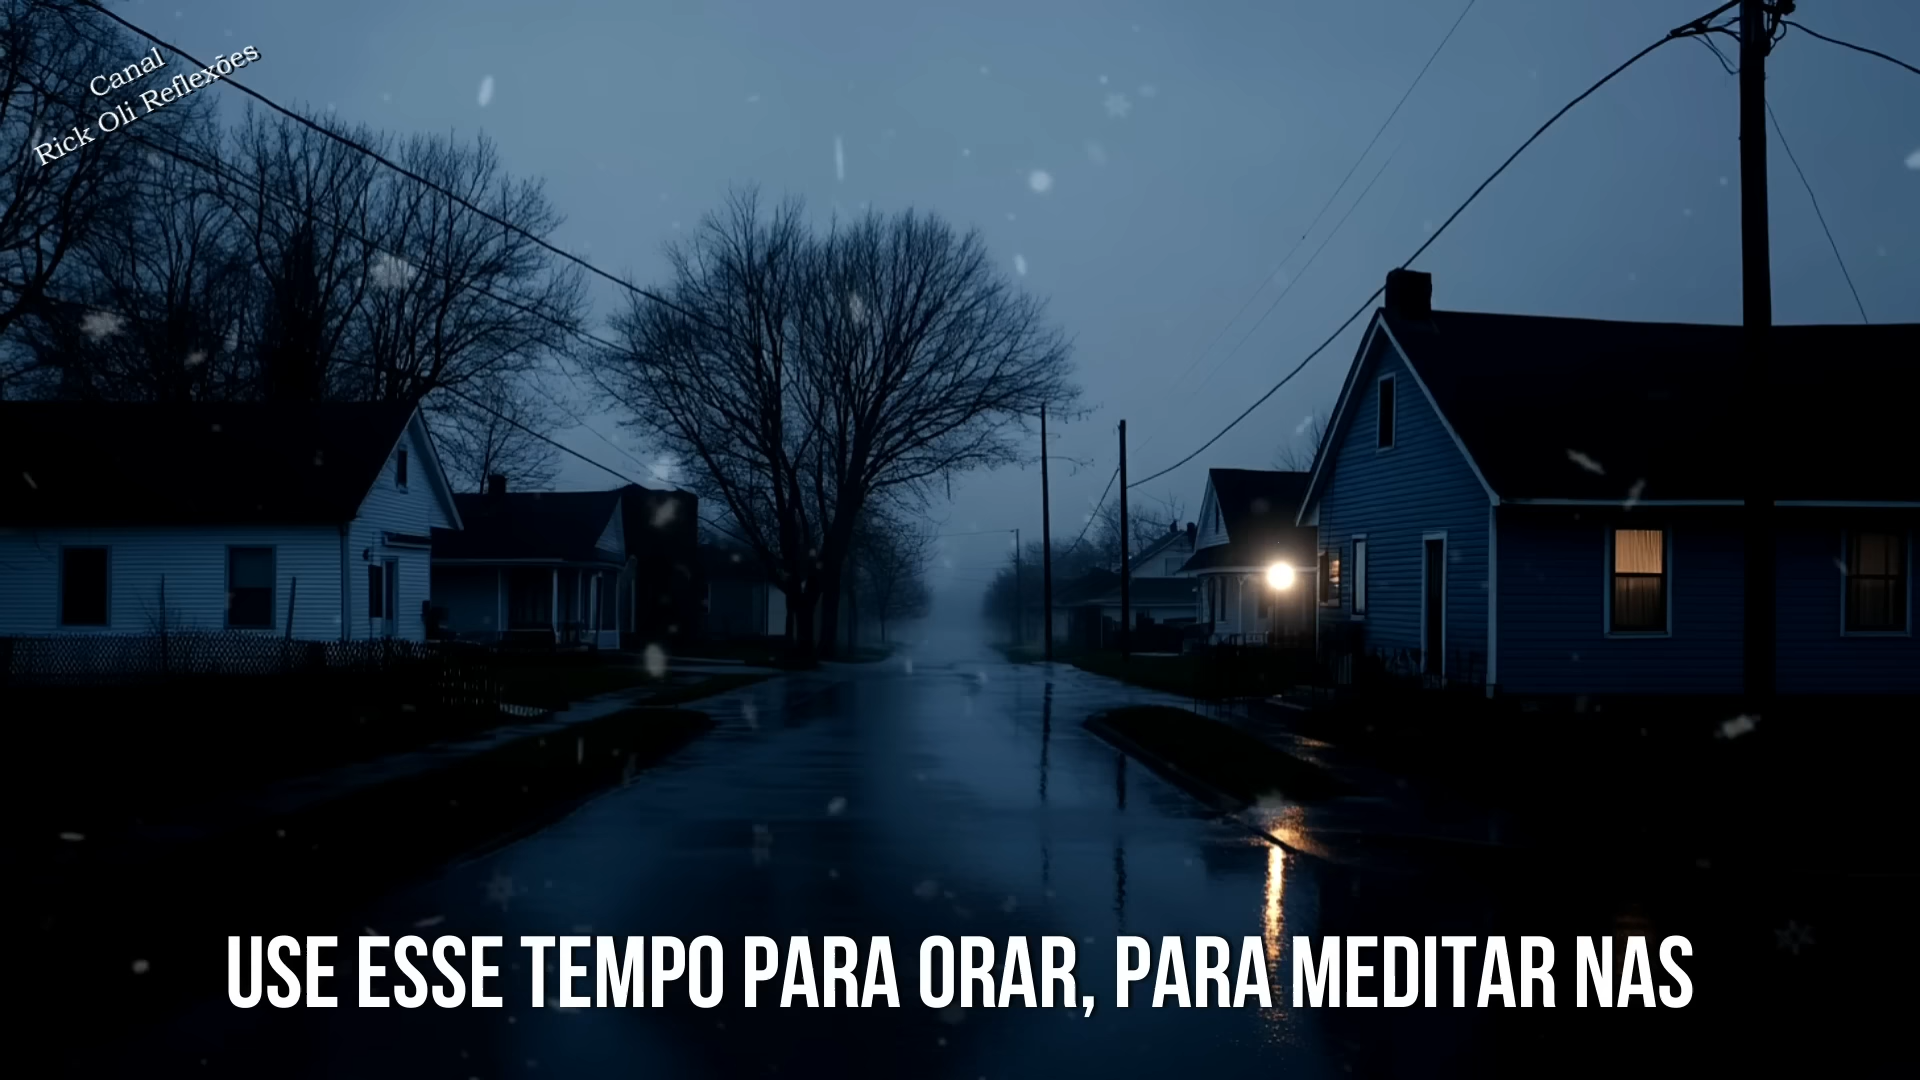 Canal
Rick Oli Reflexões
USE ESSE TEMPO PARA ORAR, PARA MEDITAR NAS